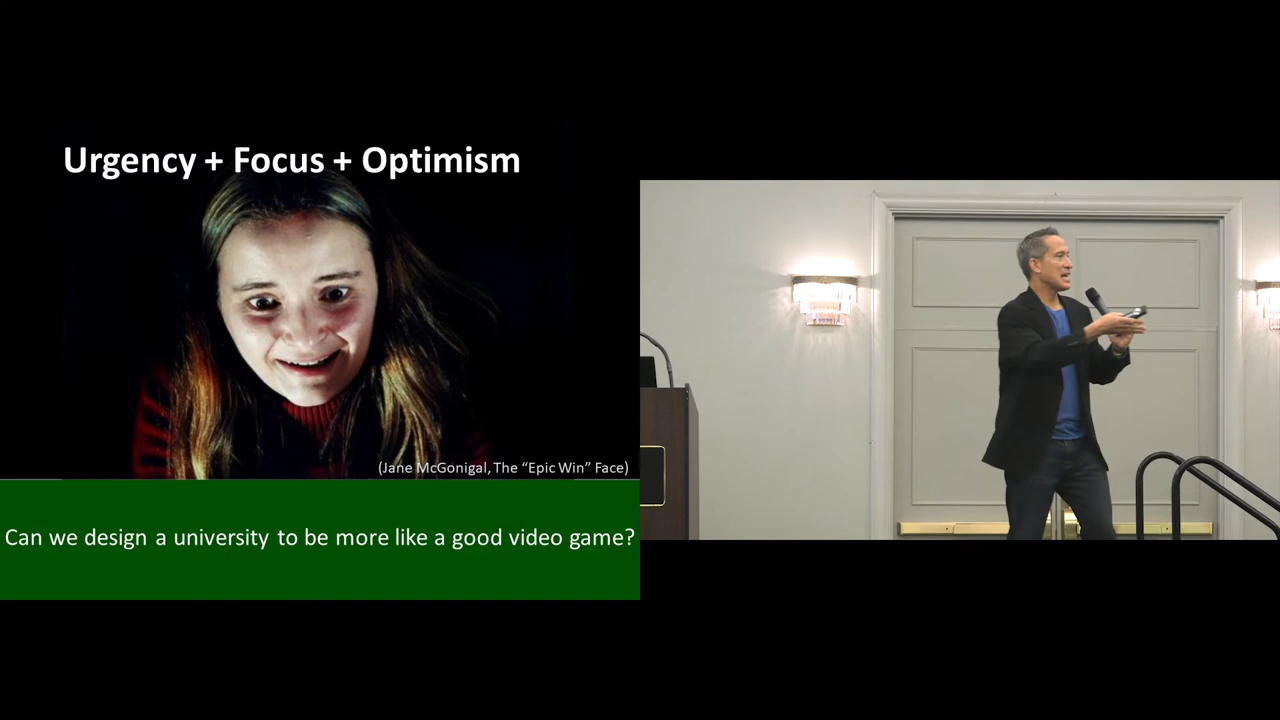 Urgency + Focus + Optimism
(Jane McGonigal, The “Epic Win” Face)
Can we design a university to be more like a good video game?